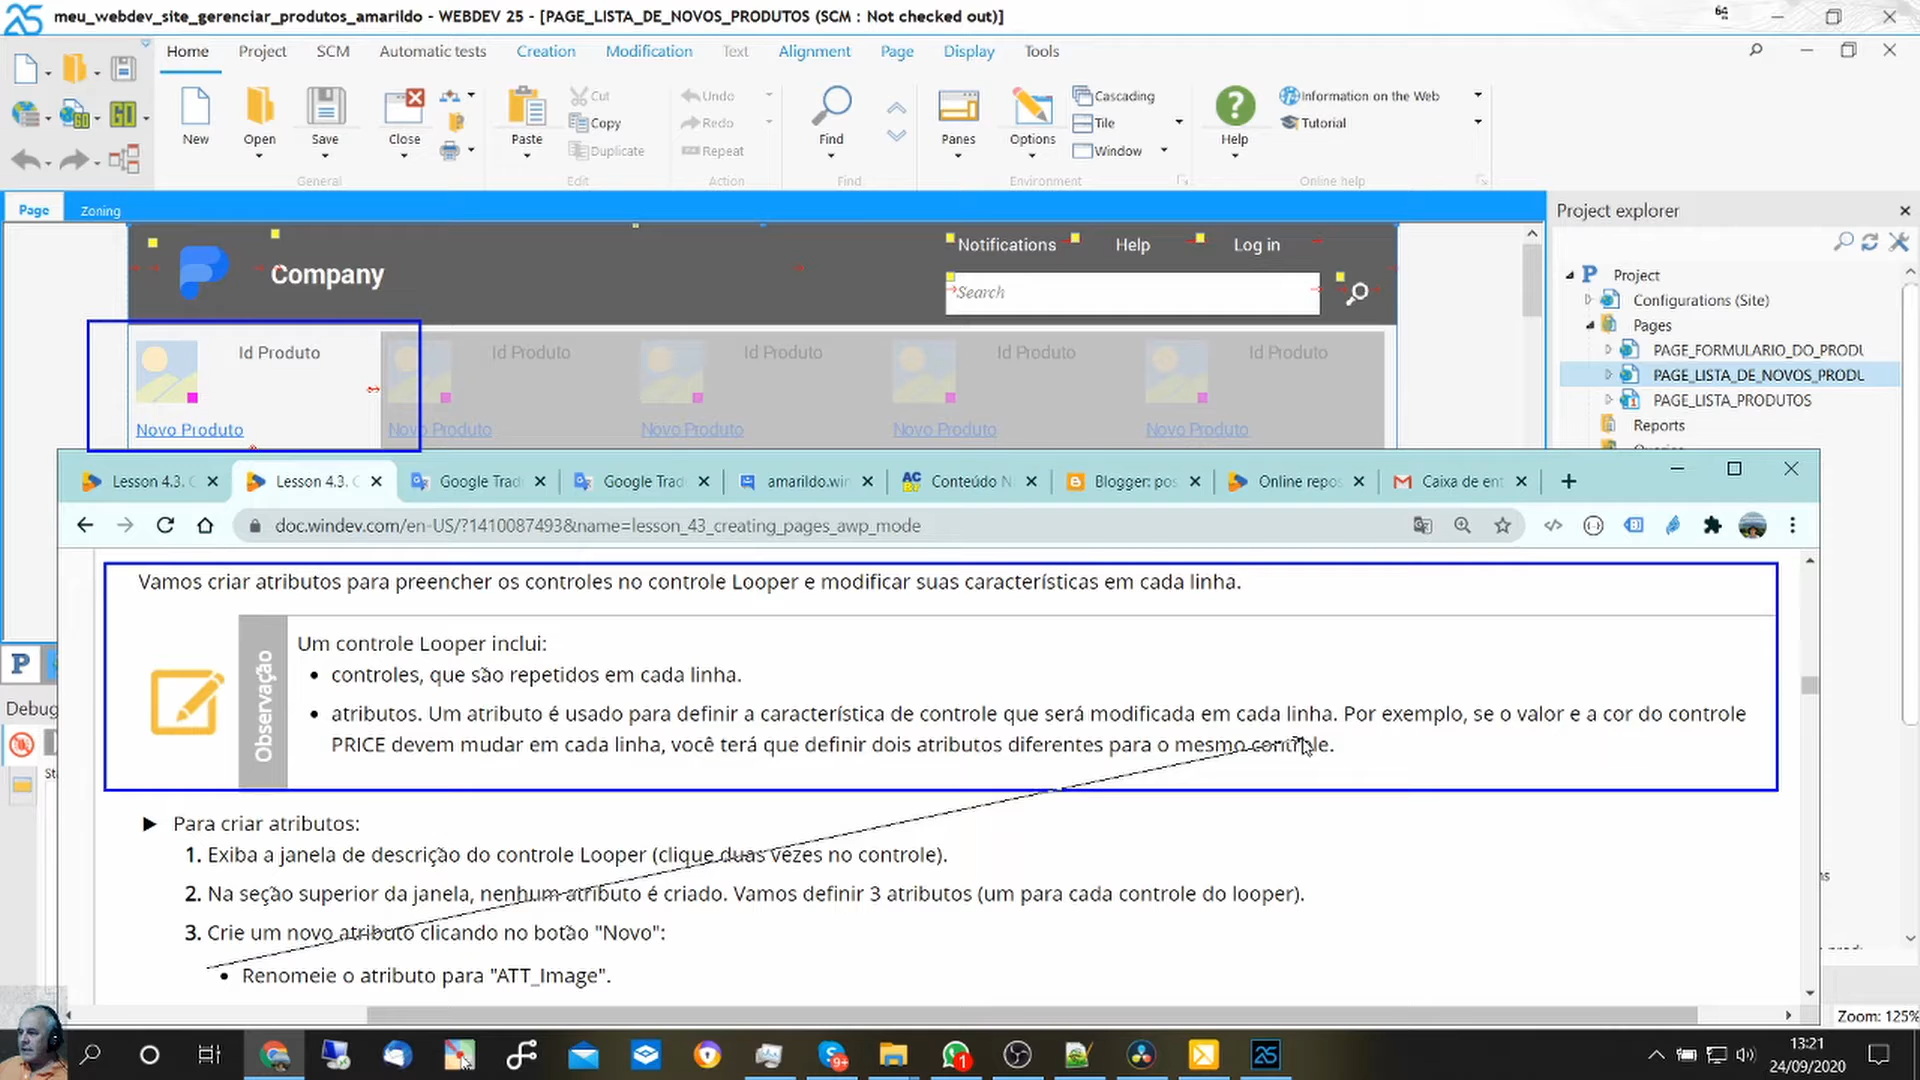 meu_webdev_site_gerenciar_produtos_amarildo - WEBDEV 25 - [PAGE_LISTA_DE_NOVOS_PRODUTOS (SCM : Not checked out)]
64
Home Project SCM Automatic tests Creation Modification Text Alignment Page Display Tools
GO
New Open Save Close Paste Cut Copy Duplicate Undo Redo Repeat Find Panes Options Cascading Tile Window Help Information on the Web Tutorial
General Edit Action Find Environment Online help
Page Zoning
Project explorer
Notifications Help Log in
Company
Search
Id Produto Id Produto Id Produto Id Produto Id Produto
Novo Produto Novo Produto Novo Produto Novo Produto Novo Produto
Project
Configurations (Site)
Pages
PAGE_FORMULARIO_DO_PRODU
PAGE_LISTA_DE_NOVOS_PRODU
PAGE_LISTA_PRODUTOS
Reports
Lesson 4.3. C Lesson 4.3. C Google Trad Google Trad amarildo.win Conteúdo N Blogger: pos Online repos Caixa de ent
doc.windev.com/en-US/?1410087493&name=lesson_43_creating_pages_awp_mode
Vamos criar atributos para preencher os controles no controle Looper e modificar suas características em cada linha.
Observação
Um controle Looper inclui:
• controles, que são repetidos em cada linha.
• atributos. Um atributo é usado para definir a característica de controle que será modificada em cada linha. Por exemplo, se o valor e a cor do controle
PRICE devem mudar em cada linha, você terá que definir dois atributos diferentes para o mesmo controle.
Para criar atributos:
1. Exiba a janela de descrição do controle Looper (clique duas vezes no controle).
2. Na seção superior da janela, nenhum atributo é criado. Vamos definir 3 atributos (um para cada controle do looper).
3. Crie um novo atributo clicando no botão "Novo":
• Renomeie o atributo para "ATT_Image".
Debug
St
Zoom: 125%
9+
1
13:21
24/09/2020